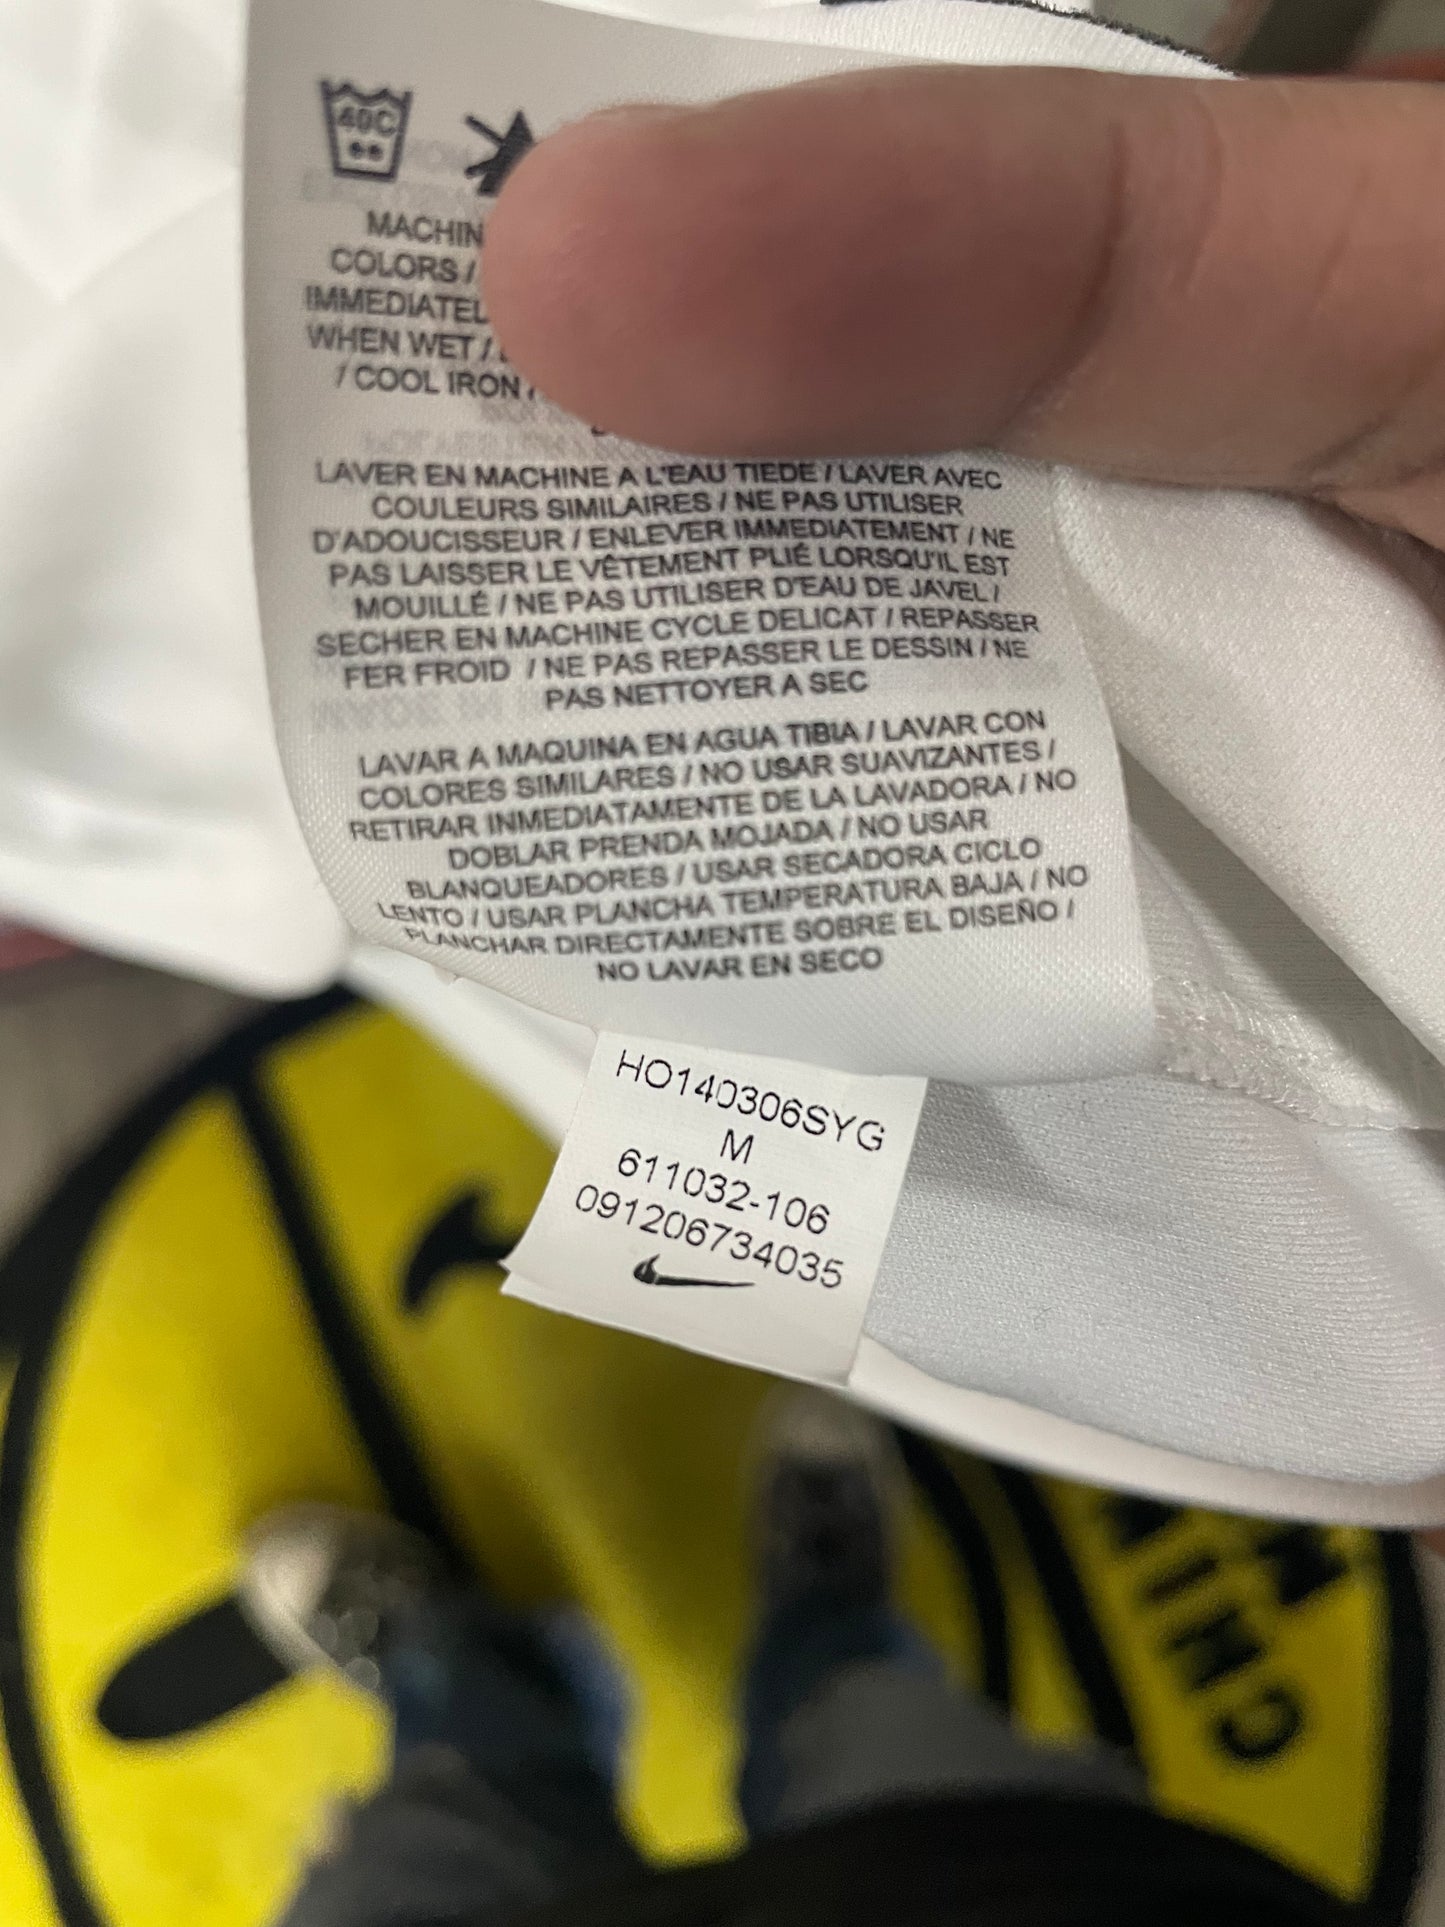 40C
MACHIN
COLORS /
IMMEDIATEL
WHEN WET /
/ COOL IRON /
LAVER EN MACHINE A L'EAU TIEDE / LAVER AVEC
COULEURS SIMILAIRES / NE PAS UTILISER
D'ADOUCISSEUR / ENLEVER IMMEDIATEMENT / NE
PAS LAISSER LE VÊTEMENT PLIÉ LORSQU'IL EST
MOUILLÉ / NE PAS UTILISER D'EAU DE JAVEL /
SECHER EN MACHINE CYCLE DELICAT / REPASSER
FER FROID / NE PAS REPASSER LE DESSIN / NE
PAS NETTOYER A SEC
LAVAR A MAQUINA EN AGUA TIBIA / LAVAR CON
COLORES SIMILARES / NO USAR SUAVIZANTES /
RETIRAR INMEDIATAMENTE DE LA LAVADORA / NO
DOBLAR PRENDA MOJADA / NO USAR
BLANQUEADORES / USAR SECADORA CICLO
LENTO / USAR PLANCHA TEMPERATURA BAJA / NO
PLANCHAR DIRECTAMENTE SOBRE EL DISEÑO /
NO LAVAR EN SECO
HO140306SYG
M
611032-106
091206734035